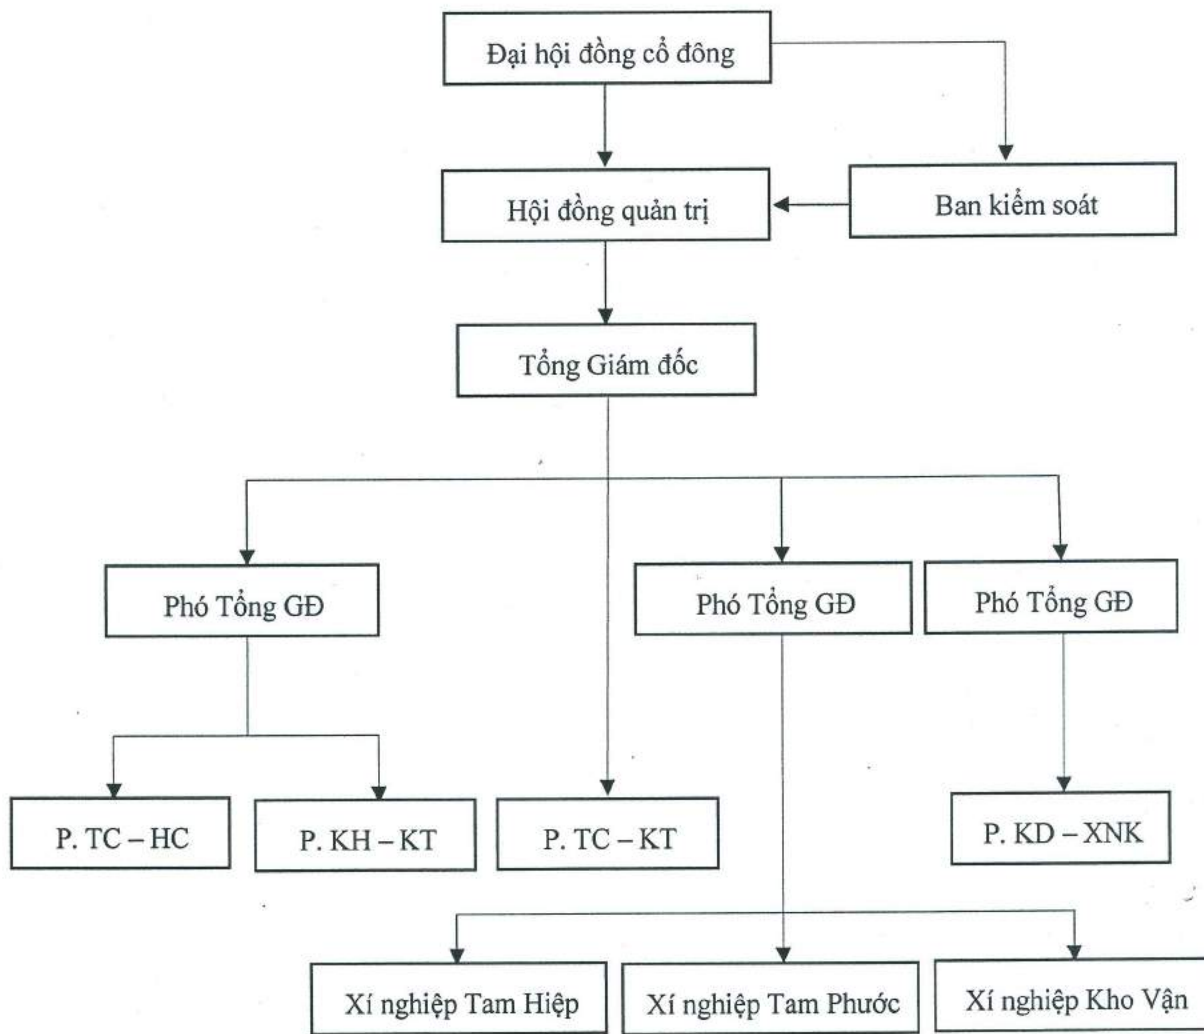 Đại hội đồng cổ đông
Hội đồng quản trị
Ban kiểm soát
Tổng Giám đốc
Phó Tổng GĐ
Phó Tổng GĐ
Phó Tổng GĐ
P. TC – HC
P. KH – KT
P. TC – KT
P. KD – XNK
Xí nghiệp Tam Hiệp
Xí nghiệp Tam Phước
Xí nghiệp Kho Vận